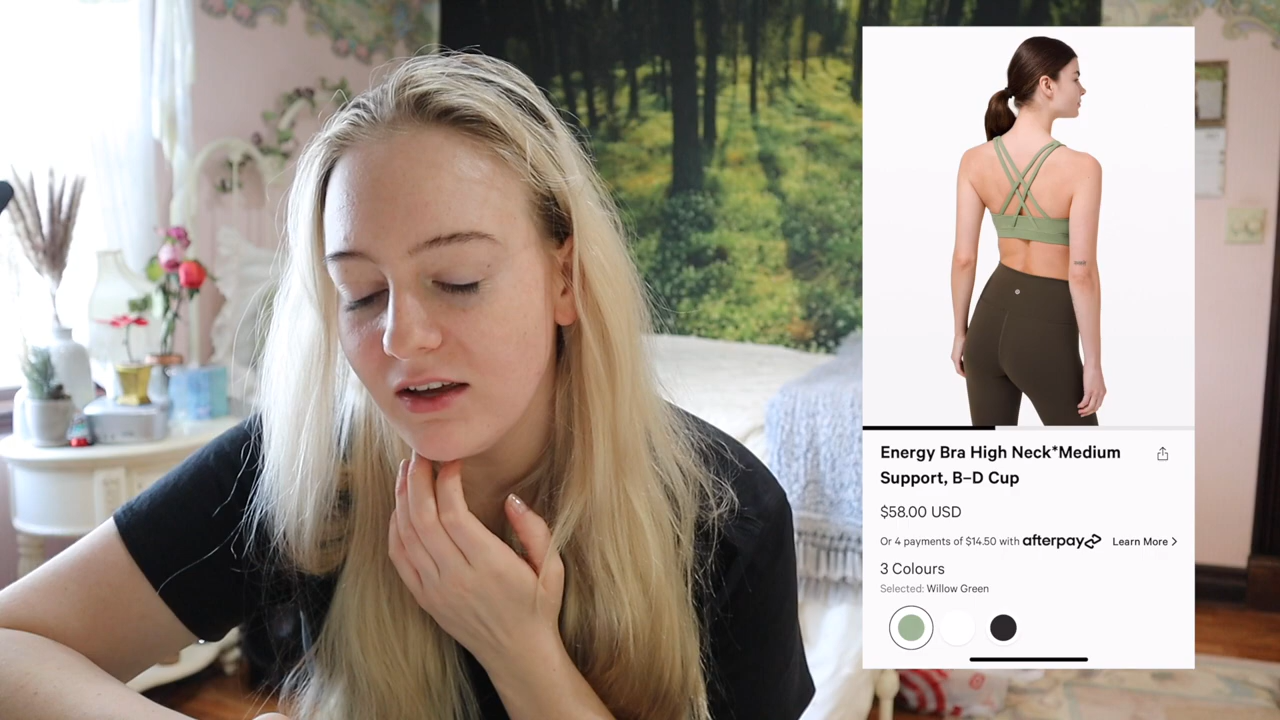 Energy Bra High Neck*Medium
Support, B–D Cup
$58.00 USD
Or 4 payments of $14.50 with afterpay Learn More >
3 Colours
Selected: Willow Green